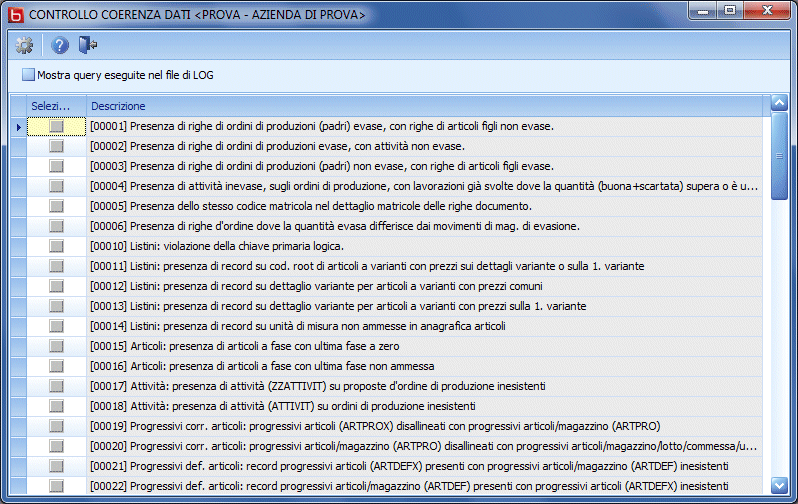 CONTROLLO COERENZA DATI <PROVA - AZIENDA DI PROVA>
Mostra query eseguite nel file di LOG
Selezi... Descrizione
[00001] Presenza di righe di ordini di produzioni (padri) evase, con righe di articoli figli non evase.
[00002] Presenza di righe di ordini di produzioni evase, con attività non evase.
[00003] Presenza di righe di ordini di produzioni (padri) non evase, con righe di articoli figli evase.
[00004] Presenza di attività inevase, sugli ordini di produzione, con lavorazioni già svolte dove la quantità (buona+scartata) supera o è u...
[00005] Presenza dello stesso codice matricola nel dettaglio matricole delle righe documento.
[00006] Presenza di righe d'ordine dove la quantità evasa differisce dai movimenti di mag. di evasione.
[00010] Listini: violazione della chiave primaria logica.
[00011] Listini: presenza di record su cod. root di articoli a varianti con prezzi sui dettagli variante o sulla 1. variante
[00012] Listini: presenza di record su dettaglio variante per articoli a varianti con prezzi comuni
[00013] Listini: presenza di record su dettaglio variante per articoli a varianti con prezzi sulla 1. variante
[00014] Listini: presenza di record su unità di misura non ammesse in anagrafica articoli
[00015] Articoli: presenza di articoli a fase con ultima fase a zero
[00016] Articoli: presenza di articoli a fase con ultima fase non ammessa
[00017] Attività: presenza di attività (ZZATTIVIT) su proposte d'ordine di produzione inesistenti
[00018] Attività: presenza di attività (ATTIVIT) su ordini di produzione inesistenti
[00019] Progressivi corr. articoli: progressivi articoli (ARTPROX) disallineati con progressivi articoli/magazzino (ARTPRO)
[00020] Progressivi corr. articoli: progressivi articoli/magazzino (ARTPRO) disallineati con progressivi articoli/magazzino/lotto/commessa/u...
[00021] Progressivi def. articoli: record progressivi articoli (ARTDEFX) presenti con progressivi articoli/magazzino (ARTDEF) inesistenti
[00022] Progressivi def. articoli: record progressivi articoli/magazzino (ARTDEF) presenti con progressivi articoli (ARTDEFX) inesistenti